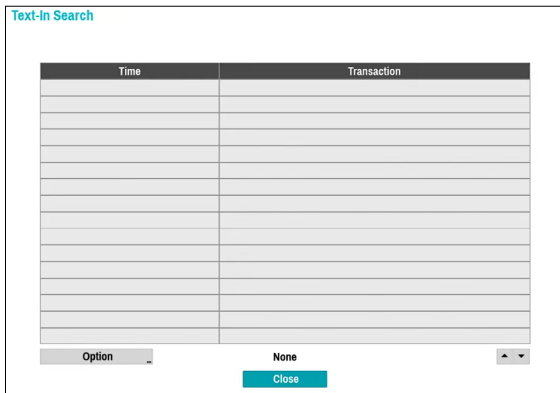 Text-In Search
Time Transaction
Option ...
None
Close